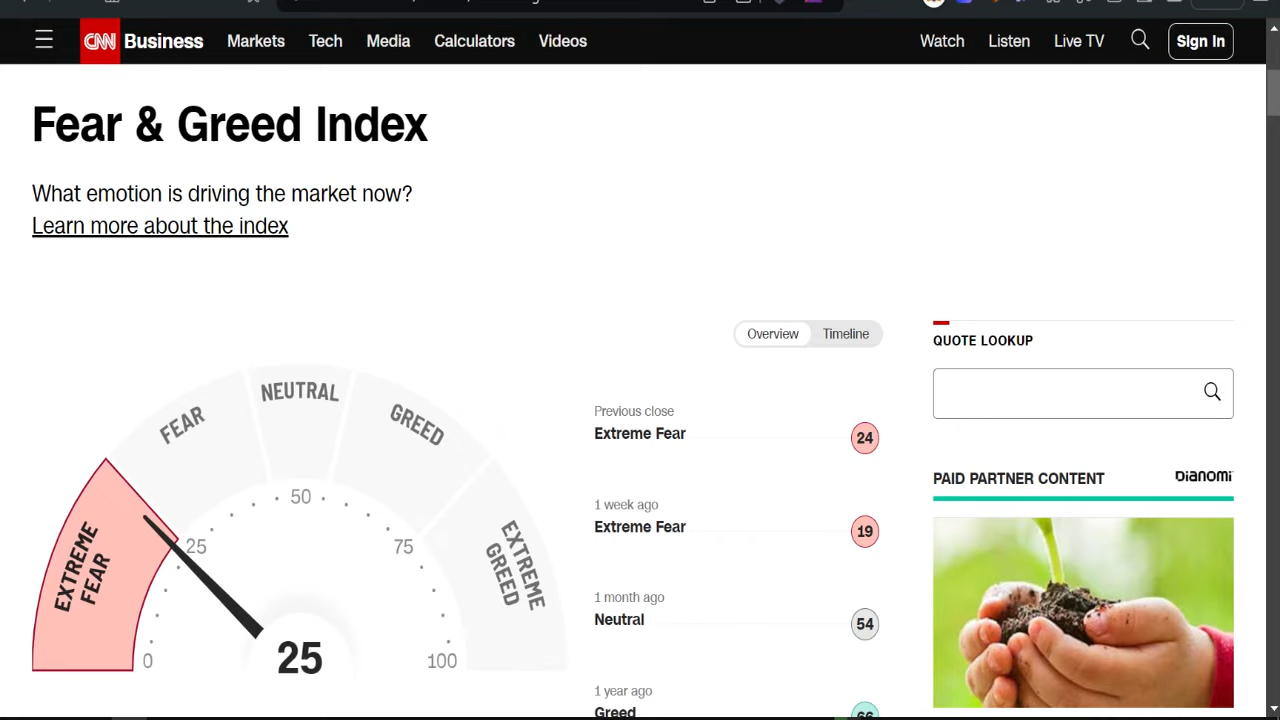 CNN Business Markets Tech Media Calculators Videos Watch Listen Live TV Sign In
Fear & Greed Index
What emotion is driving the market now?
Learn more about the index
Overview Timeline
EXTREME FEAR
FEAR
NEUTRAL
GREED
EXTREME GREED
0
25
50
75
100
25
Previous close
Extreme Fear 24
1 week ago
Extreme Fear 19
1 month ago
Neutral 54
1 year ago
Greed 66
QUOTE LOOKUP
PAID PARTNER CONTENT DIANOMI